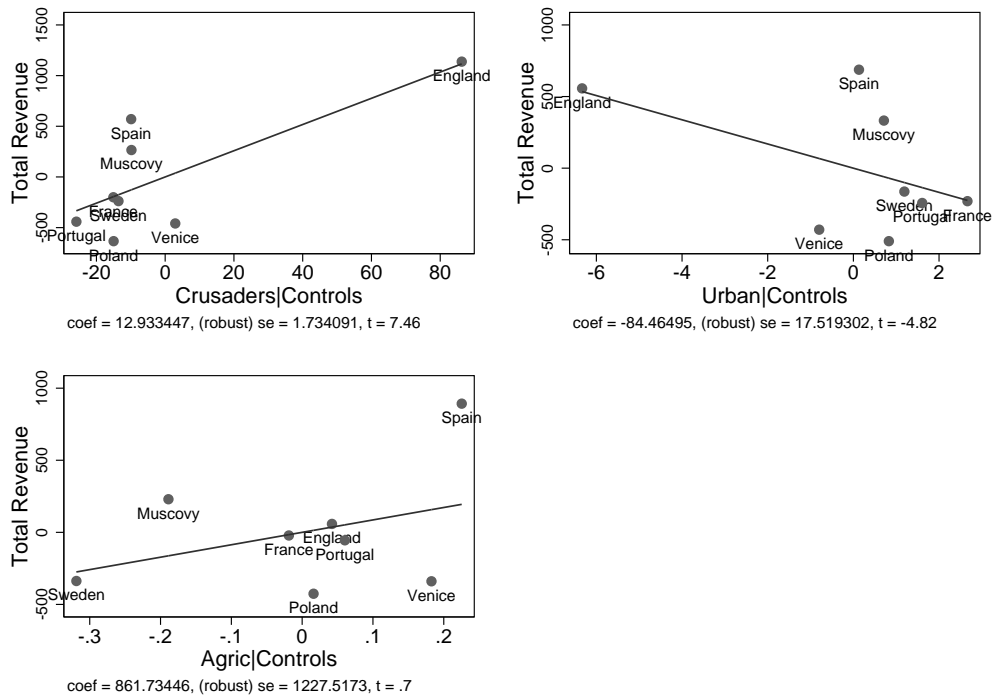 Total Revenue
1500
1000
500
0
-500
England
Spain
Muscovy
France
Sweden
Portugal
Venice
Poland
-20 0 20 40 60 80
Crusaders|Controls
coef = 12.933447, (robust) se = 1.734091, t = 7.46
Total Revenue
1000
500
0
-500
England
Spain
Muscovy
Sweden
Portugal
France
Venice
Poland
-6 -4 -2 0 2
Urban|Controls
coef = -84.46495, (robust) se = 17.519302, t = -4.82
Total Revenue
1000
500
0
-500
Spain
Muscovy
England
France
Portugal
Sweden
Venice
Poland
-.3 -.2 -.1 0 .1 .2
Agric|Controls
coef = 861.73446, (robust) se = 1227.5173, t = .7